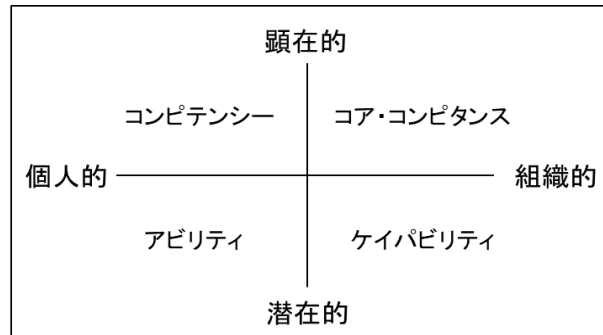 顕在的
コンピテンシー
コア・コンピタンス
個人的
組織的
アビリティ
ケイパビリティ
潜在的